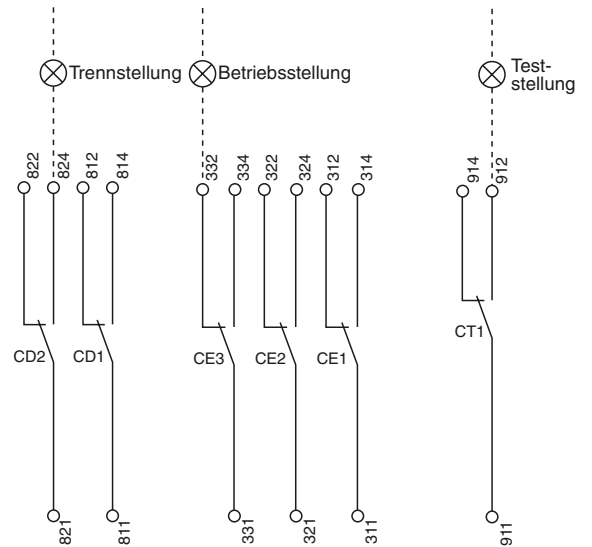 Trennstellung
Betriebsstellung
Test-
stellung
822
824
812
814
332
334
322
324
312
314
914
912
CD2
CD1
CE3
CE2
CE1
CT1
821
811
331
321
311
911